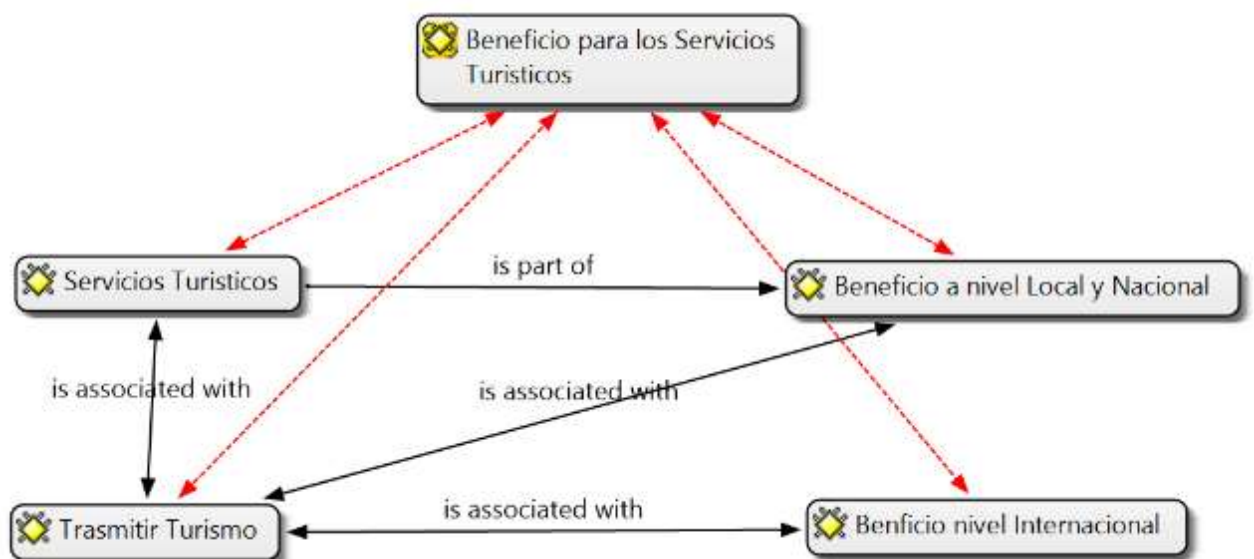 Beneficio para los Servicios
Turisticos
is part of
Servicios Turisticos
Beneficio a nivel Local y Nacional
is associated with
is associated with
is associated with
Trasmitir Turismo
Benficio nivel Internacional